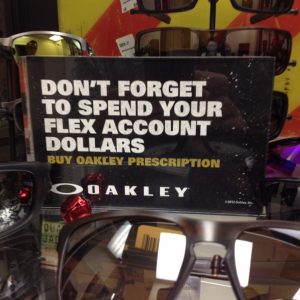 DON'T FORGET
TO SPEND YOUR
FLEX ACCOUNT
DOLLARS
BUY OAKLEY PRESCRIPTION
OAKLEY